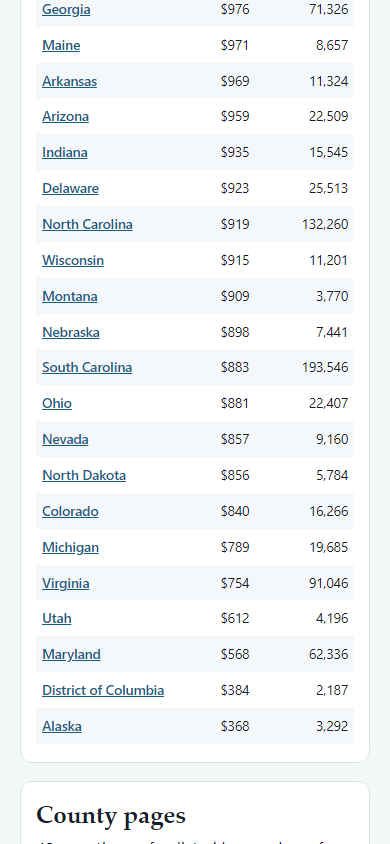 Georgia $976 71,326
Maine $971 8,657
Arkansas $969 11,324
Arizona $959 22,509
Indiana $935 15,545
Delaware $923 25,513
North Carolina $919 132,260
Wisconsin $915 11,201
Montana $909 3,770
Nebraska $898 7,441
South Carolina $883 193,546
Ohio $881 22,407
Nevada $857 9,160
North Dakota $856 5,784
Colorado $840 16,266
Michigan $789 19,685
Virginia $754 91,046
Utah $612 4,196
Maryland $568 62,336
District of Columbia $384 2,187
Alaska $368 3,292
County pages